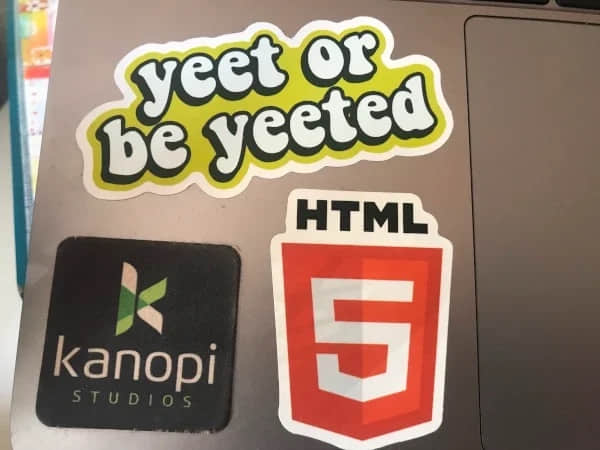 yeet or
be yeeted
HTML
5
kanopi
STUDIOS